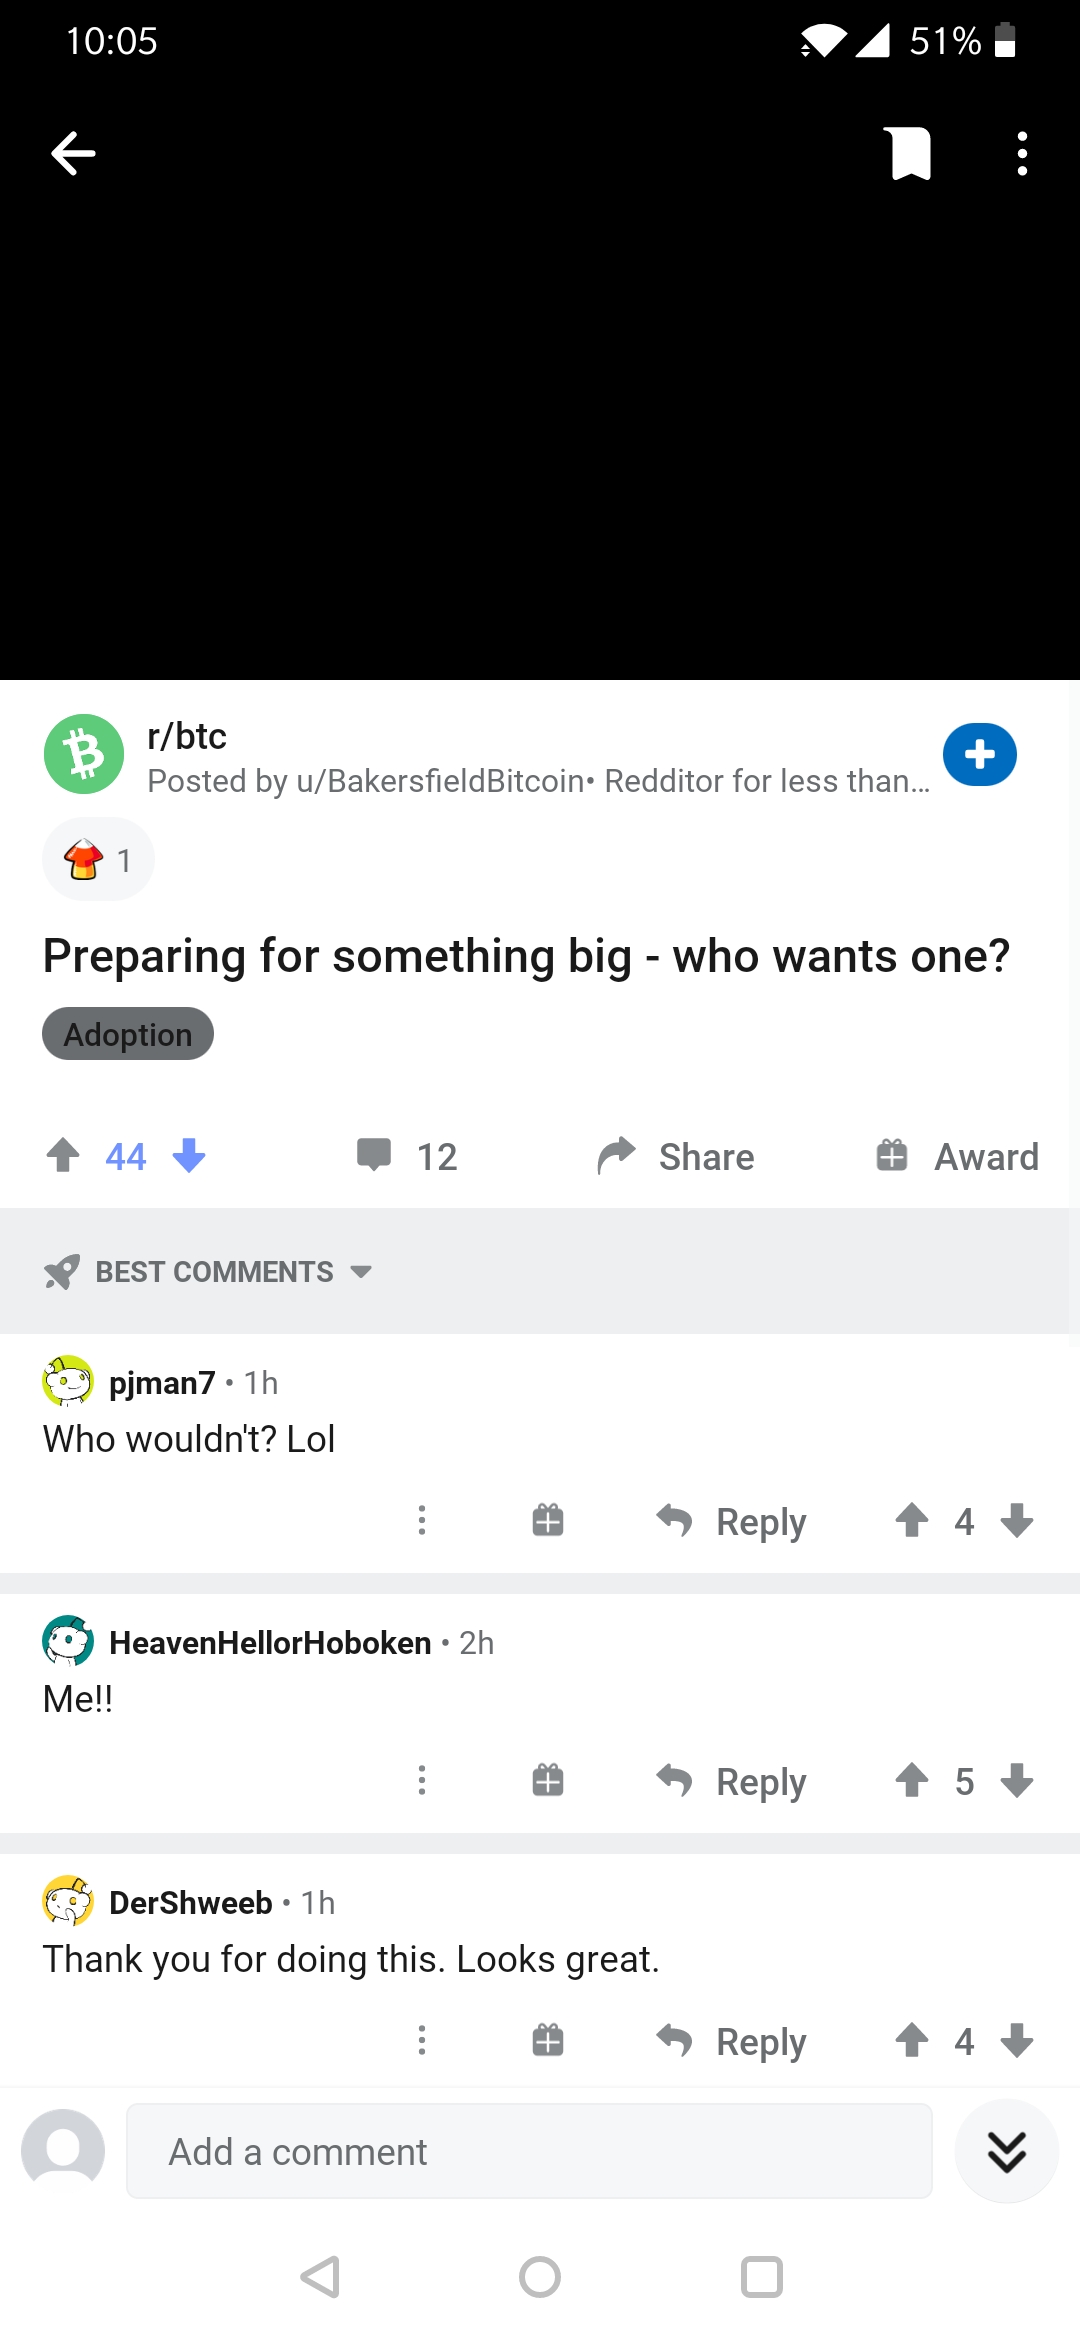 10:05 51%
r/btc
Posted by u/BakersfieldBitcoin• Redditor for less than...
1
Preparing for something big - who wants one?
Adoption
44 12 Share Award
BEST COMMENTS
pjman7 • 1h
Who wouldn't? Lol
Reply 4
HeavenHellorHoboken • 2h
Me!!
Reply 5
DerShweeb • 1h
Thank you for doing this. Looks great.
Reply 4
Add a comment